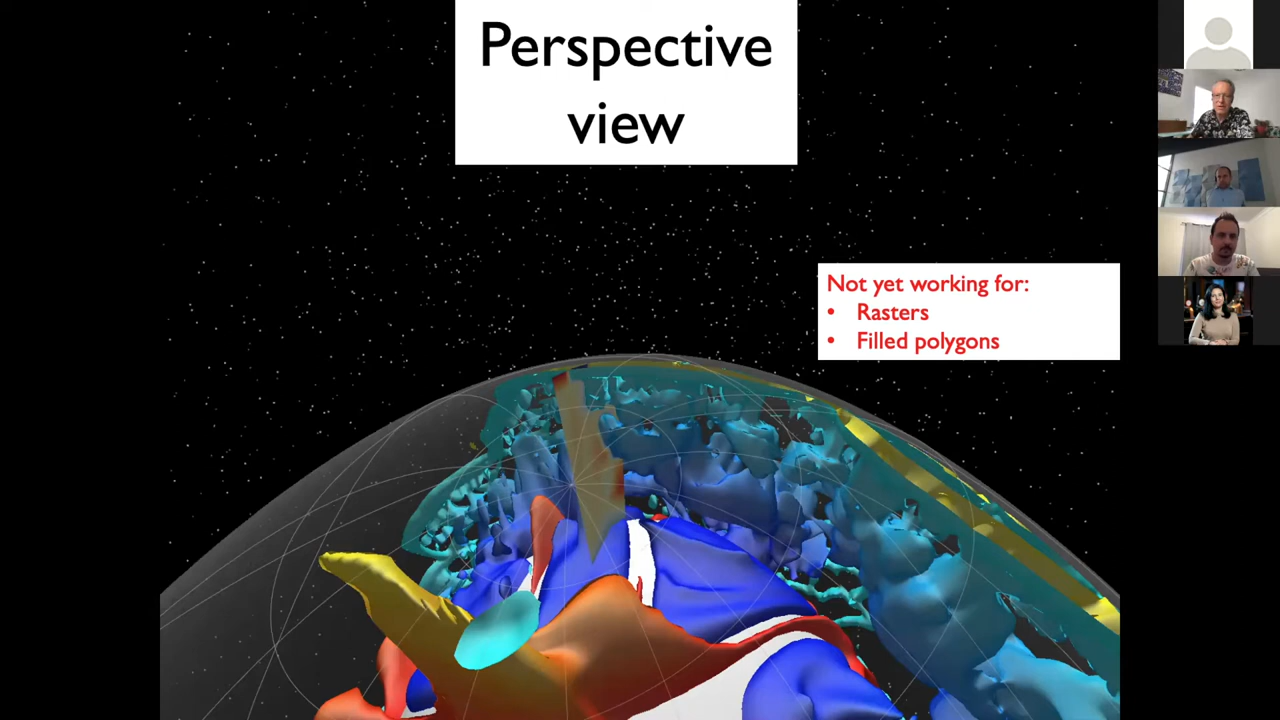 Perspective
view
Not yet working for:
• Rasters
• Filled polygons